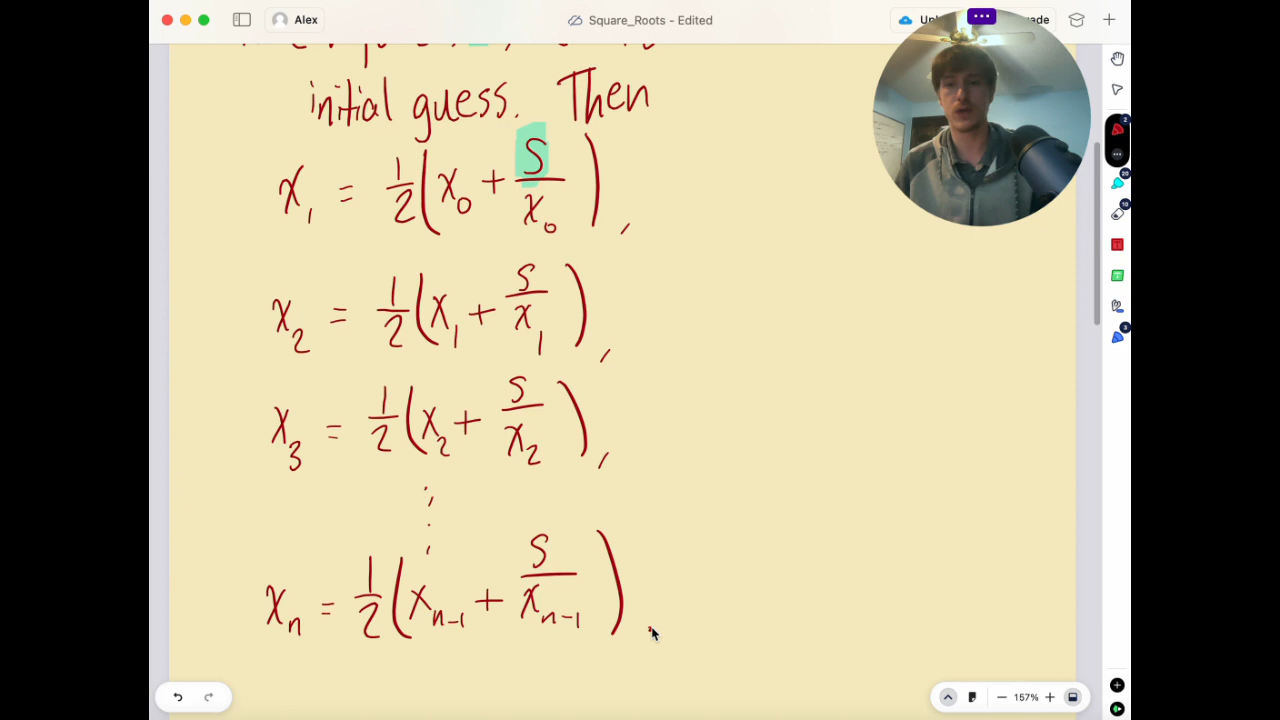 Alex
Square_Roots - Edited
initial guess. Then
x₁ = 1/2 (x₀ + S/x₀),
x₂ = 1/2 (x₁ + S/x₁),
x₃ = 1/2 (x₂ + S/x₂),
⋮
xₙ = 1/2 (xₙ₋₁ + S/xₙ₋₁).
157%